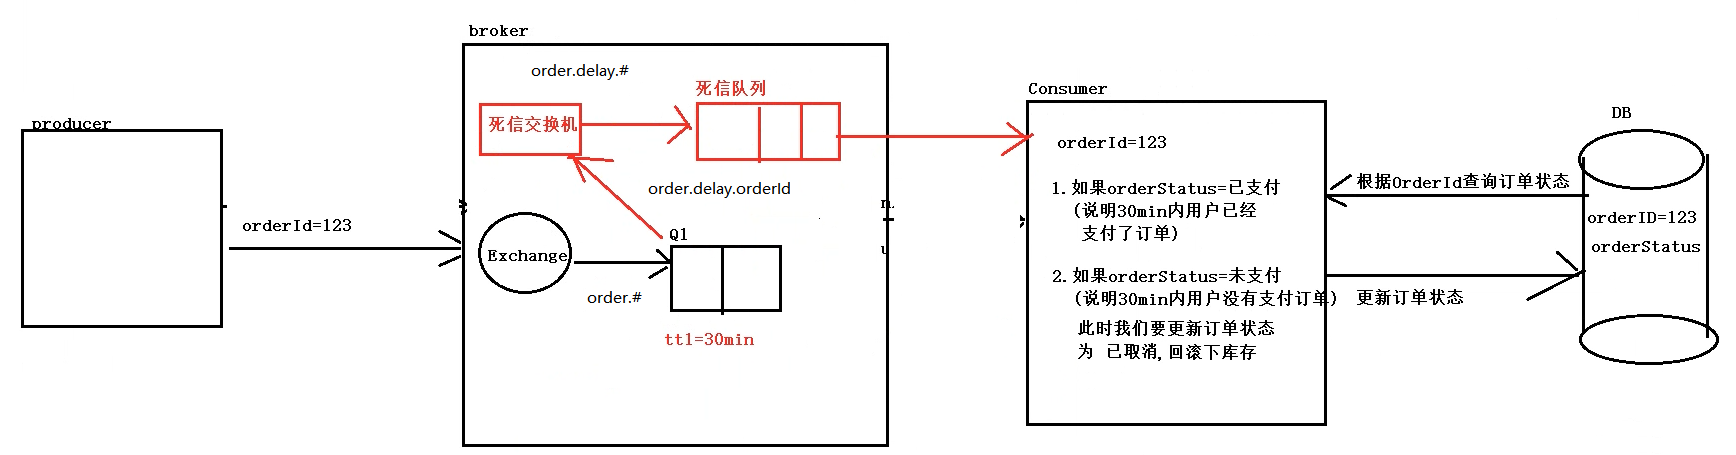 broker
order.delay.#
死信队列
Consumer
producer
死信交换机
DB
orderId=123
order.delay.orderId
1.如果orderStatus=已支付
(说明30min内用户已经
支付了订单)
根据OrderId查询订单状态
orderId=123
Q1
orderID=123
orderStatus
Exchange
order.#
2.如果orderStatus=未支付
(说明30min内用户没有支付订单)
更新订单状态
ttl=30min
此时我们要更新订单状态
为 已取消,回滚下库存